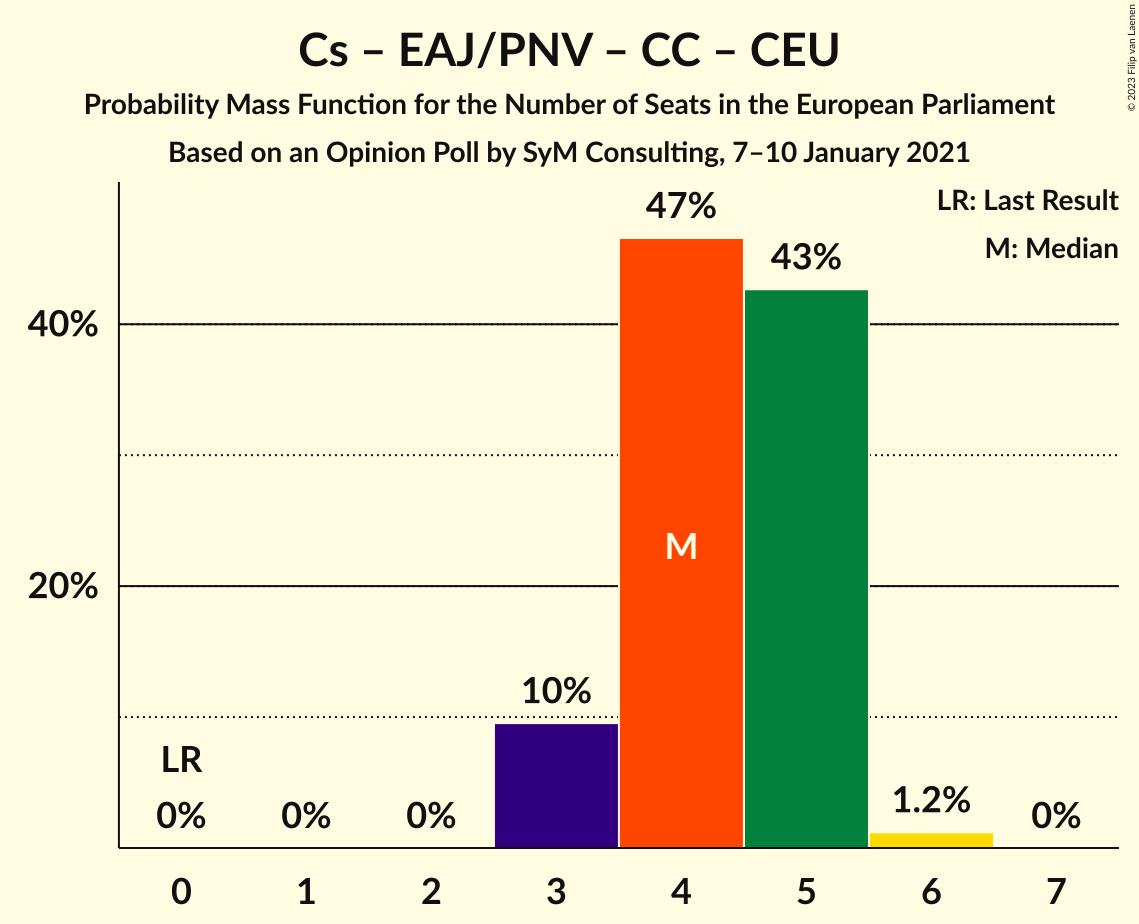 Cs – EAJ/PNV – CC – CEU
Probability Mass Function for the Number of Seats in the European Parliament
Based on an Opinion Poll by SyM Consulting, 7–10 January 2021
© 2023 Filip van Laenen
LR: Last Result
M: Median
47%
43%
40%
M
20%
10%
LR
0%
0%
0%
1.2%
0%
0
1
2
3
4
5
6
7